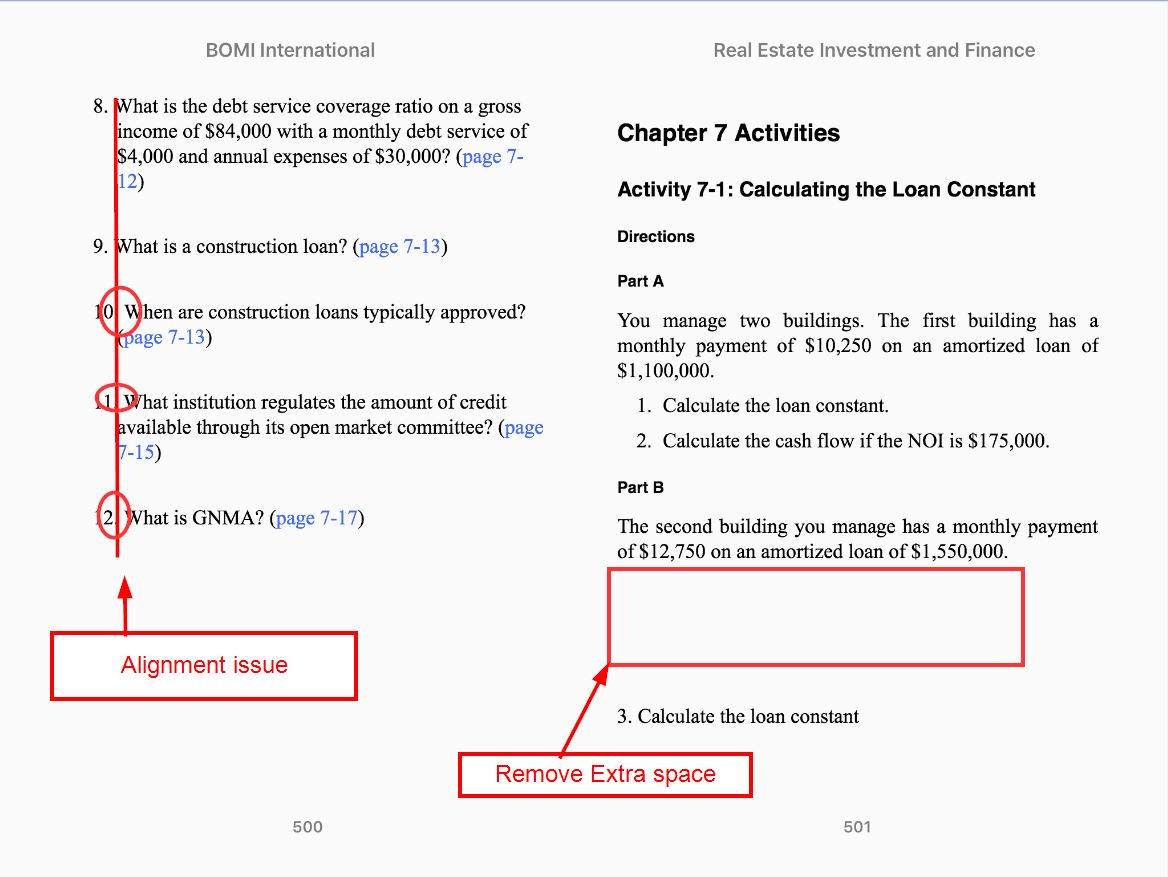 BOMI International
8. What is the debt service coverage ratio on a gross
income of $84,000 with a monthly debt service of
$4,000 and annual expenses of $30,000? (page 7-
12)
9. What is a construction loan? (page 7-13)
10. When are construction loans typically approved?
(page 7-13)
11. What institution regulates the amount of credit
available through its open market committee? (page
7-15)
12. What is GNMA? (page 7-17)
Alignment issue
500
Real Estate Investment and Finance
Chapter 7 Activities
Activity 7-1: Calculating the Loan Constant
Directions
Part A
You manage two buildings. The first building has a
monthly payment of $10,250 on an amortized loan of
$1,100,000.
1. Calculate the loan constant.
2. Calculate the cash flow if the NOI is $175,000.
Part B
The second building you manage has a monthly payment
of $12,750 on an amortized loan of $1,550,000.
3. Calculate the loan constant
Remove Extra space
501